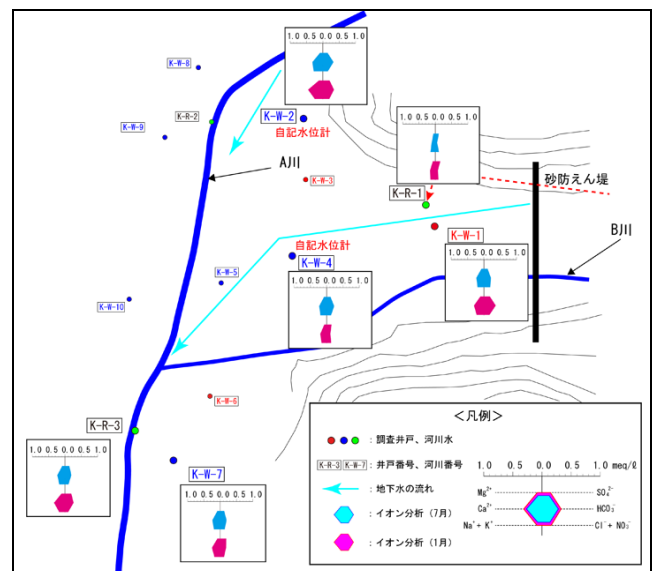 1.0 0.5 0.0 0.5 1.0
K-W-8
K-R-2
K-W-2
自記水位計
K-W-9
A川
K-W-3
1.0 0.5 0.0 0.5 1.0
K-R-1
砂防えん堤
K-W-1
B川
自記水位計
K-W-4
K-W-5
K-W-10
1.0 0.5 0.0 0.5 1.0
1.0 0.5 0.0 0.5 1.0
K-W-6
K-R-3
1.0 0.5 0.0 0.5 1.0
K-W-7
1.0 0.5 0.0 0.5 1.0
＜凡例＞
：調査井戸、河川水
K-R-3 K-W-7 ：井戸番号、河川番号
：地下水の流れ
：イオン分析（7月）
：イオン分析（1月）
1.0 0.5 0.0 0.5 1.0 meq/ℓ
Mg²⁺ SO₄²⁻
Ca²⁺ HCO₃⁻
Na⁺+ K⁺ Cl⁻+ NO₃⁻